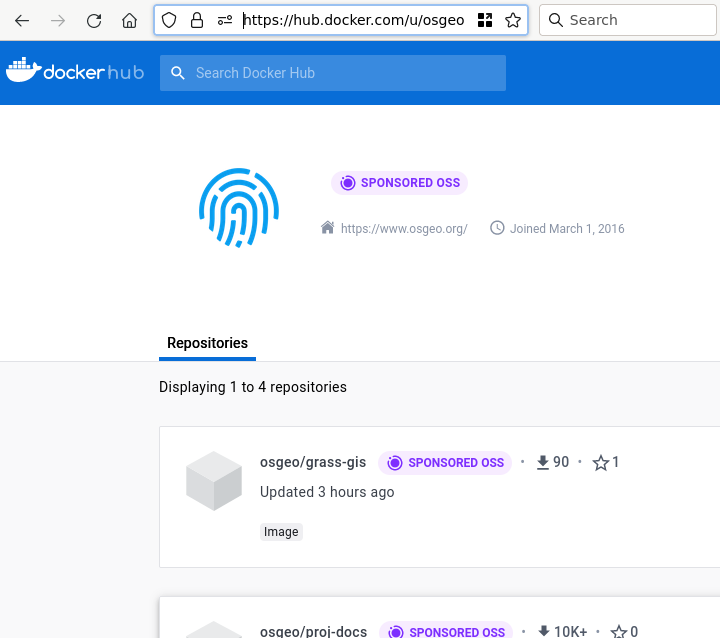 https://hub.docker.com/u/osgeo
Search
dockerhub
Search Docker Hub
SPONSORED OSS
https://www.osgeo.org/ Joined March 1, 2016
Repositories
Displaying 1 to 4 repositories
osgeo/grass-gis SPONSORED OSS • 90 • 1
Updated 3 hours ago
Image
osgeo/proj-docs SPONSORED OSS • 10K+ • 0